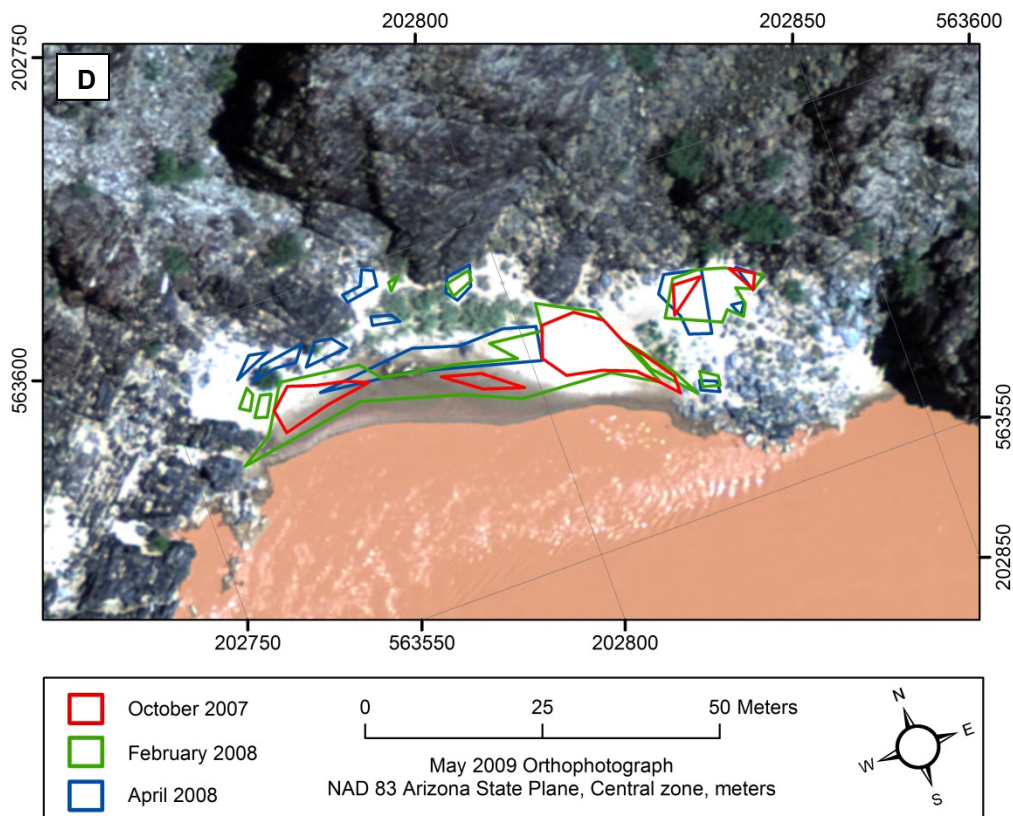 202800
202850
563600
202750
D
563600
563550
202850
202750
563550
202800
October 2007
February 2008
April 2008
0
25
50 Meters
May 2009 Orthophotograph
NAD 83 Arizona State Plane, Central zone, meters
N
E
W
S